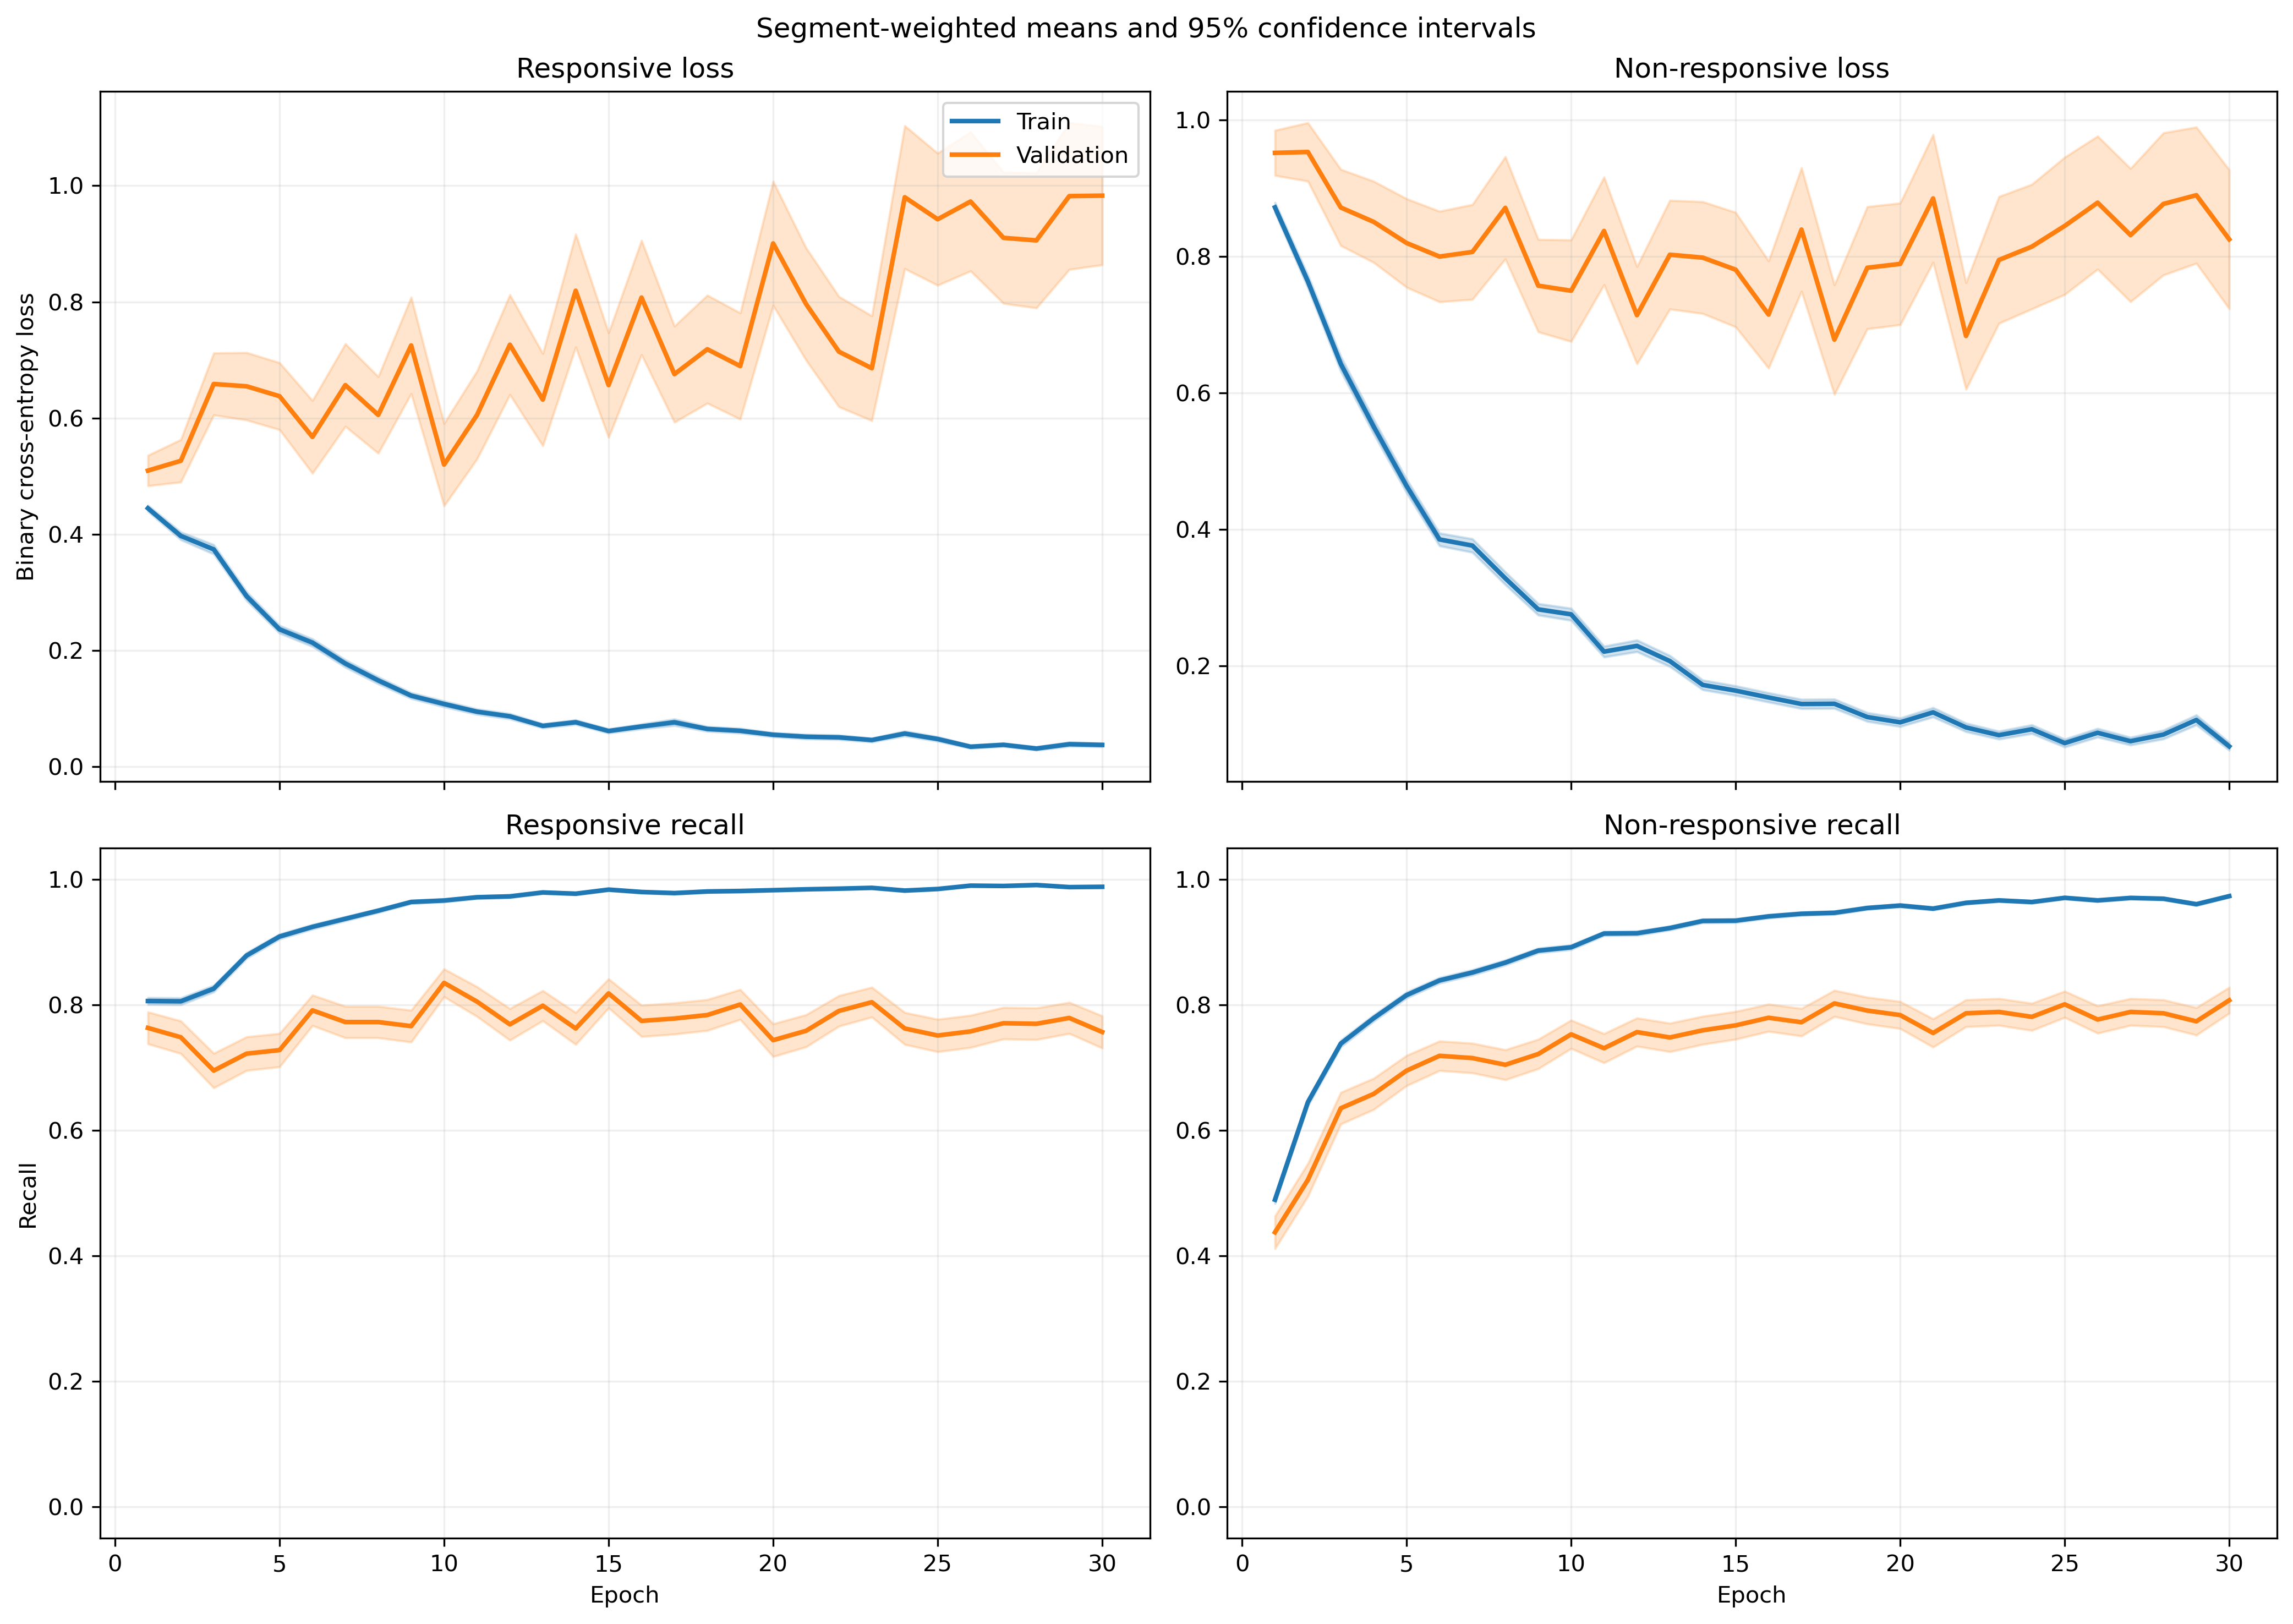 Segment-weighted means and 95% confidence intervals
Responsive loss
Binary cross-entropy loss
1.0
0.8
0.6
0.4
0.2
0.0
Train
Validation
Non-responsive loss
1.0
0.8
0.6
0.4
0.2
Responsive recall
Recall
1.0
0.8
0.6
0.4
0.2
0.0
0 5 10 15 20 25 30
Epoch
Non-responsive recall
1.0
0.8
0.6
0.4
0.2
0.0
0 5 10 15 20 25 30
Epoch